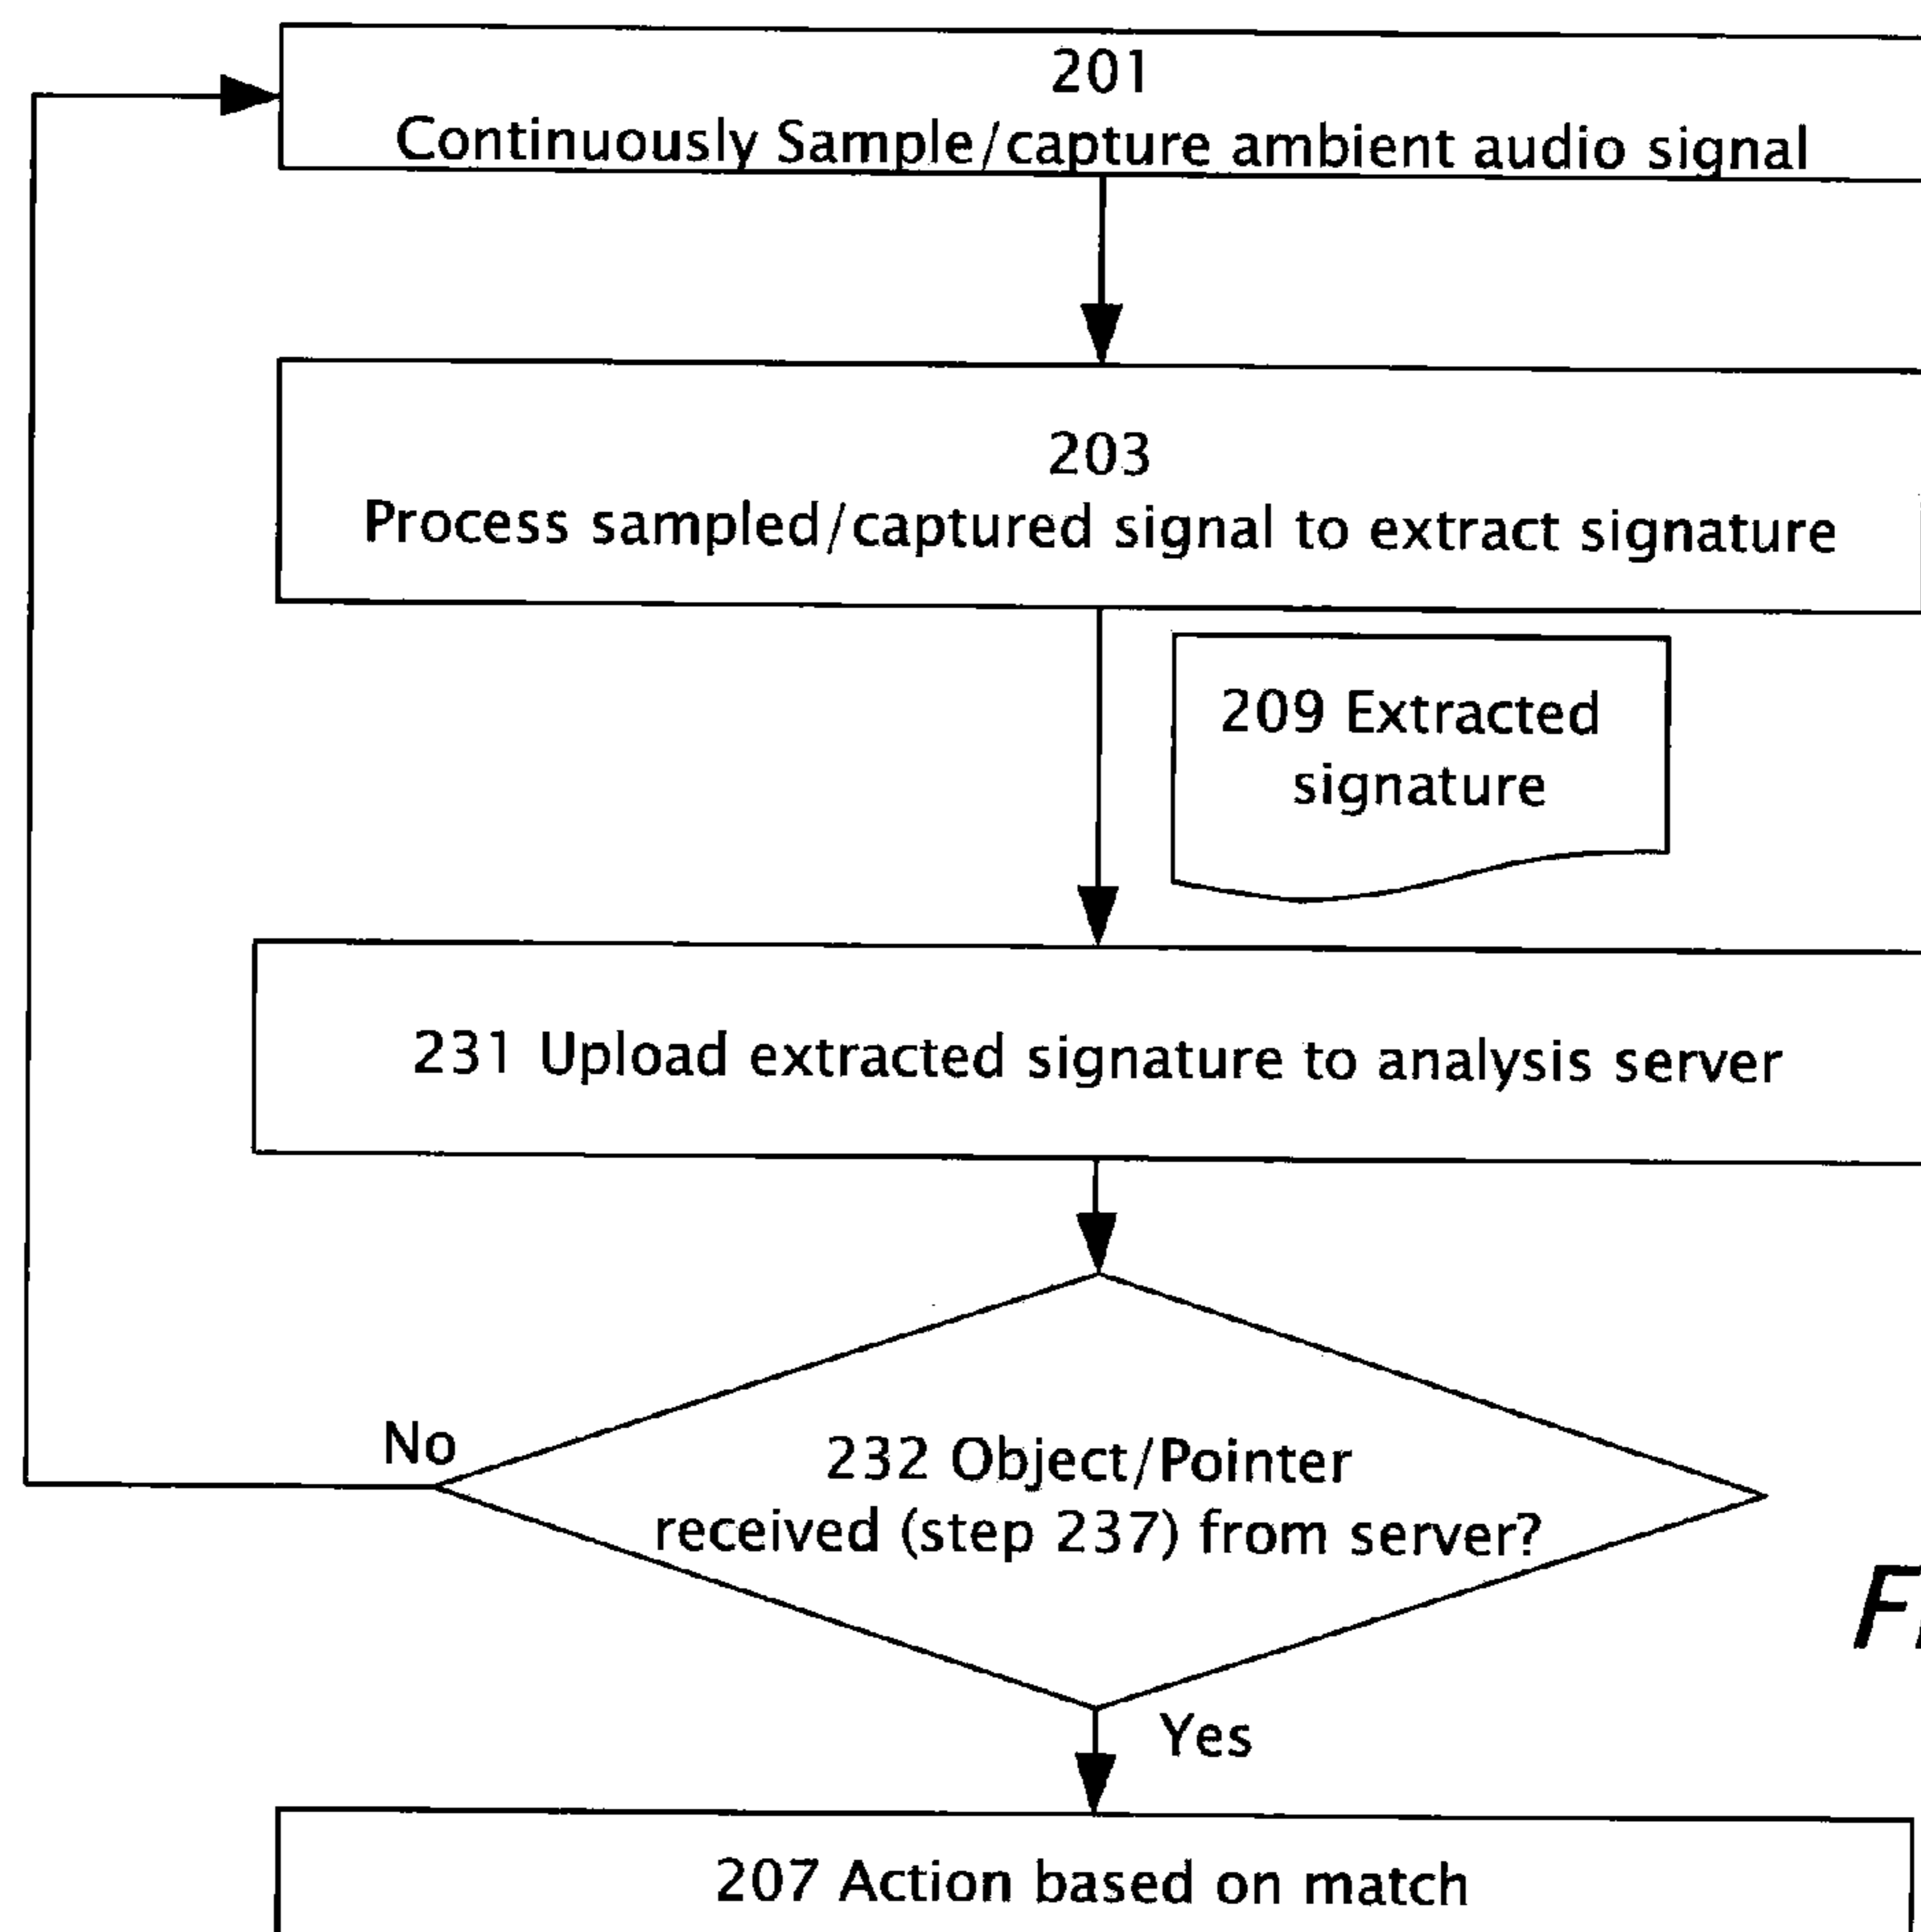 201
Continuously Sample/capture ambient audio signal
203
Process sampled/captured signal to extract signature
209 Extracted
signature
231 Upload extracted signature to analysis server
No
232 Object/Pointer
received (step 237) from server?
Yes
207 Action based on match